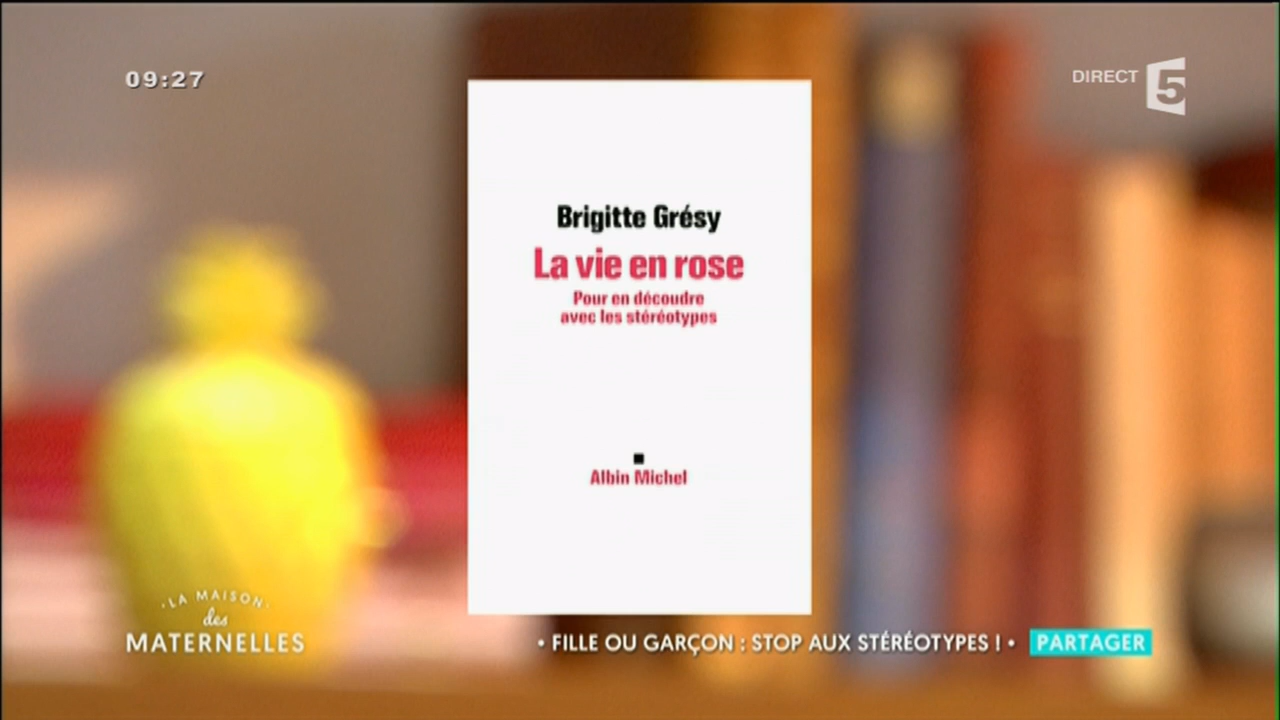 09:27
DIRECT 5
Brigitte Grésy
La vie en rose
Pour en découdre
avec les stéréotypes
Albin Michel
• LA MAISON •
des
MATERNELLES
• FILLE OU GARÇON : STOP AUX STÉRÉOTYPES ! • PARTAGER